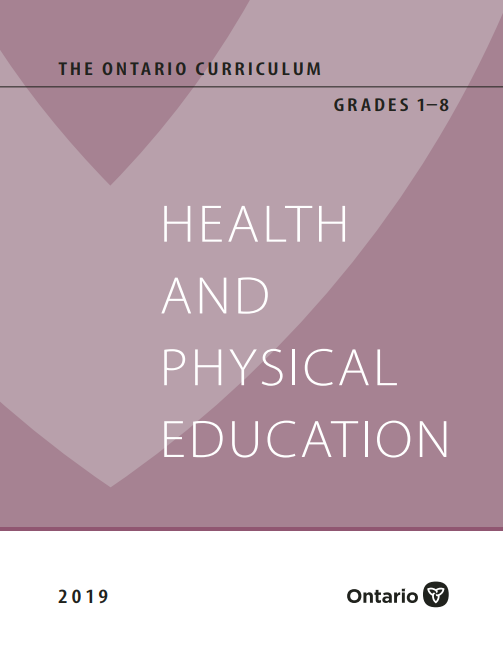 THE ONTARIO CURRICULUM
GRADES 1–8
HEALTH
AND
PHYSICAL
EDUCATION
2019
Ontario